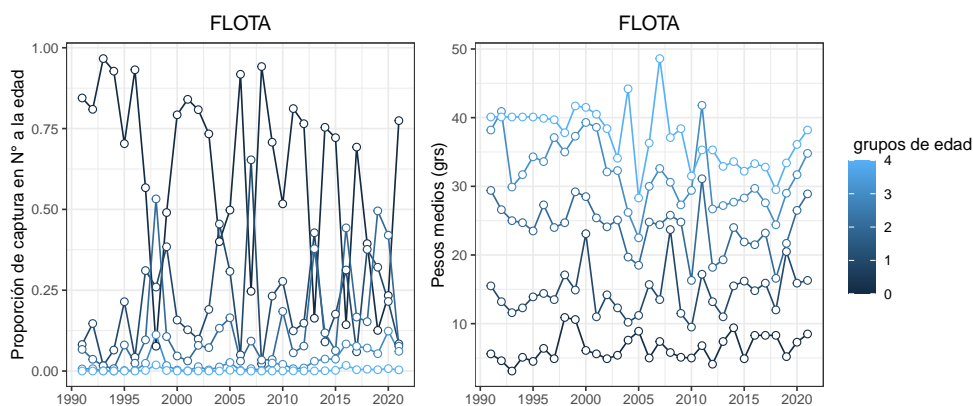 FLOTA
Proporción de captura en N° a la edad
1.00
0.75
0.50
0.25
0.00
1990 1995 2000 2005 2010 2015 2020
FLOTA
Pesos medios (grs)
50
40
30
20
10
1990 1995 2000 2005 2010 2015 2020
grupos de edad
4
3
2
1
0